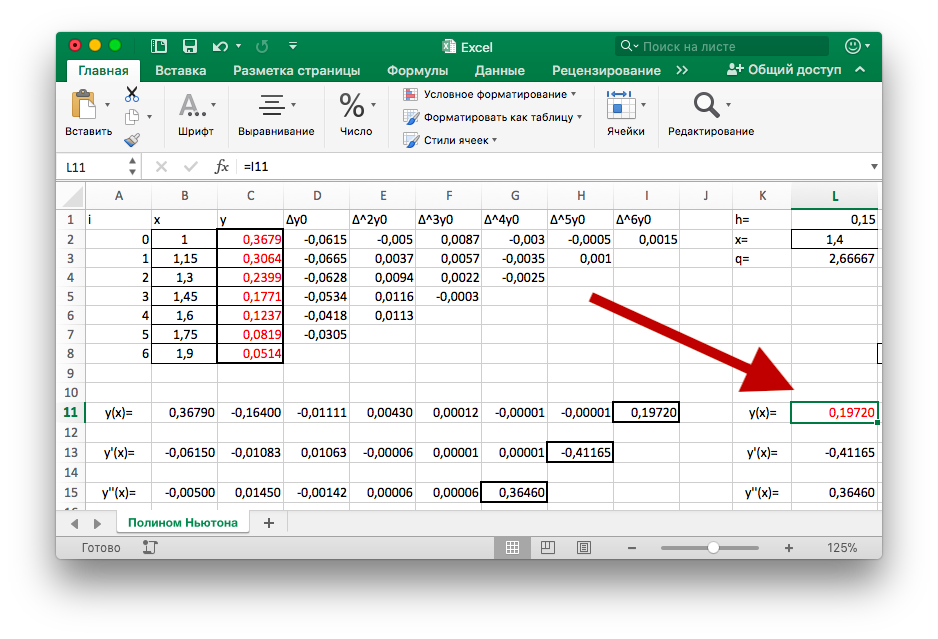 Excel
Поиск на листе
Главная Вставка Разметка страницы Формулы Данные Рецензирование Общий доступ
Вставить Шрифт Выравнивание % Число Условное форматирование Форматировать как таблицу Стили ячеек Ячейки Редактирование
L11 fx =I11
A B C D E F G H I J K L
1 i x y Δy0 Δ^2y0 Δ^3y0 Δ^4y0 Δ^5y0 Δ^6y0 h= 0,15
2 0 1 0,3679 -0,0615 -0,005 0,0087 -0,003 -0,0005 0,0015 x= 1,4
3 1 1,15 0,3064 -0,0665 0,0037 0,0057 -0,0035 0,001 q= 2,66667
4 2 1,3 0,2399 -0,0628 0,0094 0,0022 -0,0025
5 3 1,45 0,1771 -0,0534 0,0116 -0,0003
6 4 1,6 0,1237 -0,0418 0,0113
7 5 1,75 0,0819 -0,0305
8 6 1,9 0,0514
9
10
11 y(x)= 0,36790 -0,16400 -0,01111 0,00430 0,00012 -0,00001 -0,00001 0,19720 y(x)= 0,19720
12
13 y'(x)= -0,06150 -0,01083 0,01063 -0,00006 0,00001 0,00001 -0,41165 y'(x)= -0,41165
14
15 y''(x)= -0,00500 0,01450 -0,00142 0,00006 0,00006 0,36460 y''(x)= 0,36460
Полином Ньютона +
Готово 125%